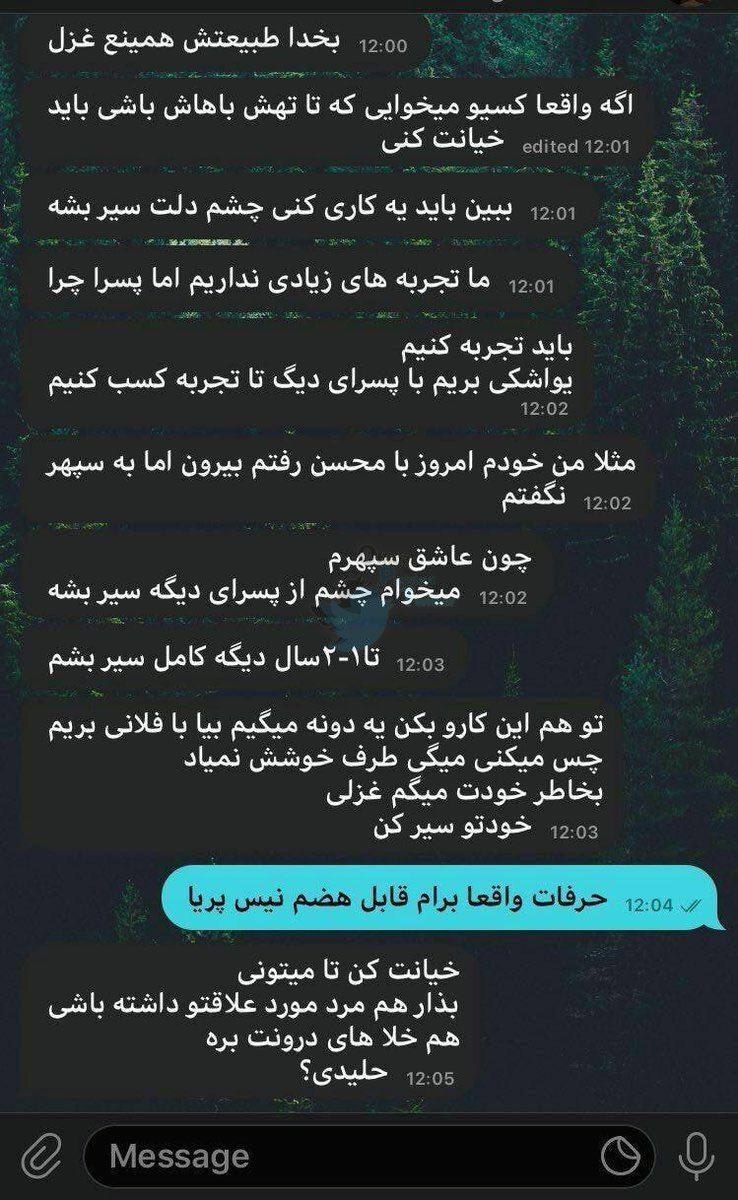 بخدا طبیعتش همینع غزل 12:00
اگه واقعا کسیو میخوایی که تا تهش باهاش باشی باید
خیانت کنی edited 12:01
ببین باید یه کاری کنی چشم دلت سیر بشه 12:01
ما تجربه های زیادی نداریم اما پسرا چرا 12:01
باید تجربه کنیم
یواشکی بریم با پسرای دیگ تا تجربه کسب کنیم
12:02
مثلا من خودم امروز با محسن رفتم بیرون اما به سپهر
نگفتم 12:02
چون عاشق سپهرم
میخوام چشم از پسرای دیگه سیر بشه 12:02
تا۱-۲سال دیگه کامل سیر بشم 12:03
تو هم این کارو بکن یه دونه میگیم بیا با فلانی بریم
چس میکنی میگی طرف خوشش نمیاد
بخاطر خودت میگم غزلی
خودتو سیر کن 12:03
حرفات واقعا برام قابل هضم نیس پریا 12:04
خیانت کن تا میتونی
بذار هم مرد مورد علاقتو داشته باشی
هم خلا های درونت بره
حلیدی؟ 12:05
Message